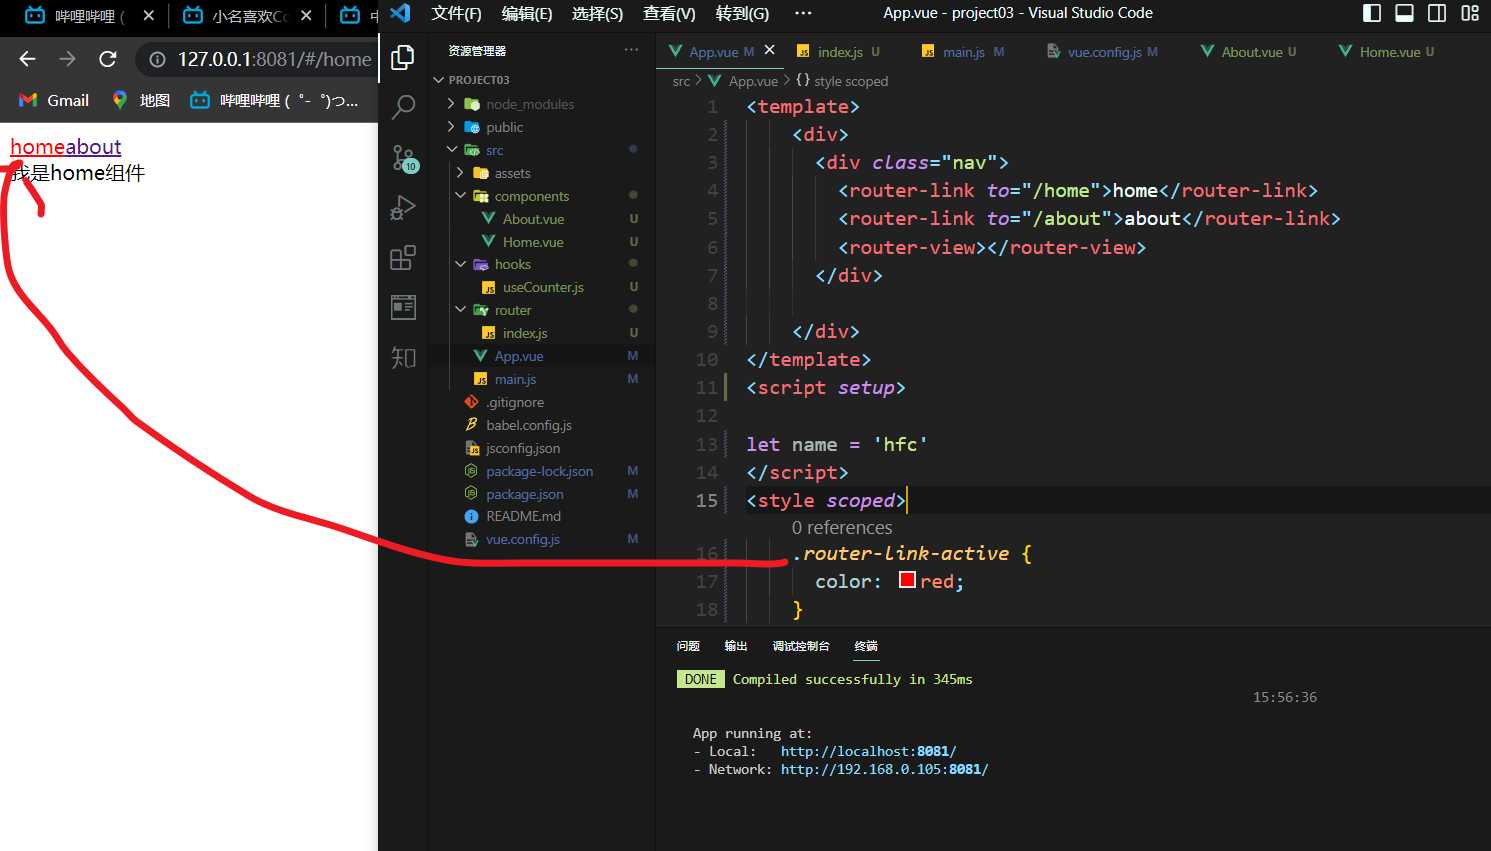 哔哩哔哩 (
小名喜欢Co
文件(F) 编辑(E) 选择(S) 查看(V) 转到(G) ···
App.vue - project03 - Visual Studio Code
127.0.0.1:8081/#/home
Gmail 地图 哔哩哔哩 (゜-゜)つ...
homeabout
我是home组件
资源管理器 ···
PROJECT03
node_modules
public
src
assets
components
About.vue U
Home.vue U
hooks
useCounter.js U
router
index.js U
App.vue M
main.js M
.gitignore
babel.config.js
jsconfig.json
package-lock.json M
package.json M
README.md
vue.config.js M
10
知
App.vue M index.js U main.js M vue.config.js M About.vue U Home.vue U
src > App.vue > {} style scoped
1 <template>
2 <div>
3 <div class="nav">
4 <router-link to="/home">home</router-link>
5 <router-link to="/about">about</router-link>
6 <router-view></router-view>
7 </div>
8
9 </div>
10 </template>
11 <script setup>
12
13 let name = 'hfc'
14 </script>
15 <style scoped>
0 references
16 .router-link-active {
17 color: red;
18 }
问题 输出 调试控制台 终端
DONE Compiled successfully in 345ms
15:56:36
App running at:
- Local: http://localhost:8081/
- Network: http://192.168.0.105:8081/